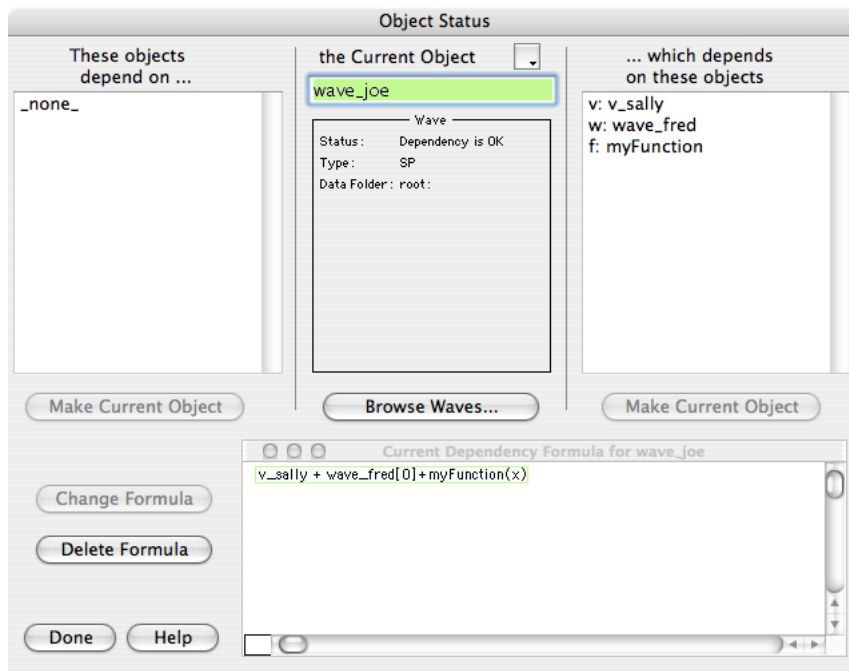 Object Status
These objects
depend on ...
_none_
Make Current Object
the Current Object
wave_joe
Wave
Status: Dependency is OK
Type: SP
Data Folder: root:
Browse Waves...
... which depends
on these objects
v: v_sally
w: wave_fred
f: myFunction
Make Current Object
Change Formula
Delete Formula
Done
Help
Current Dependency Formula for wave_joe
v_sally + wave_fred[0]+myFunction(x)